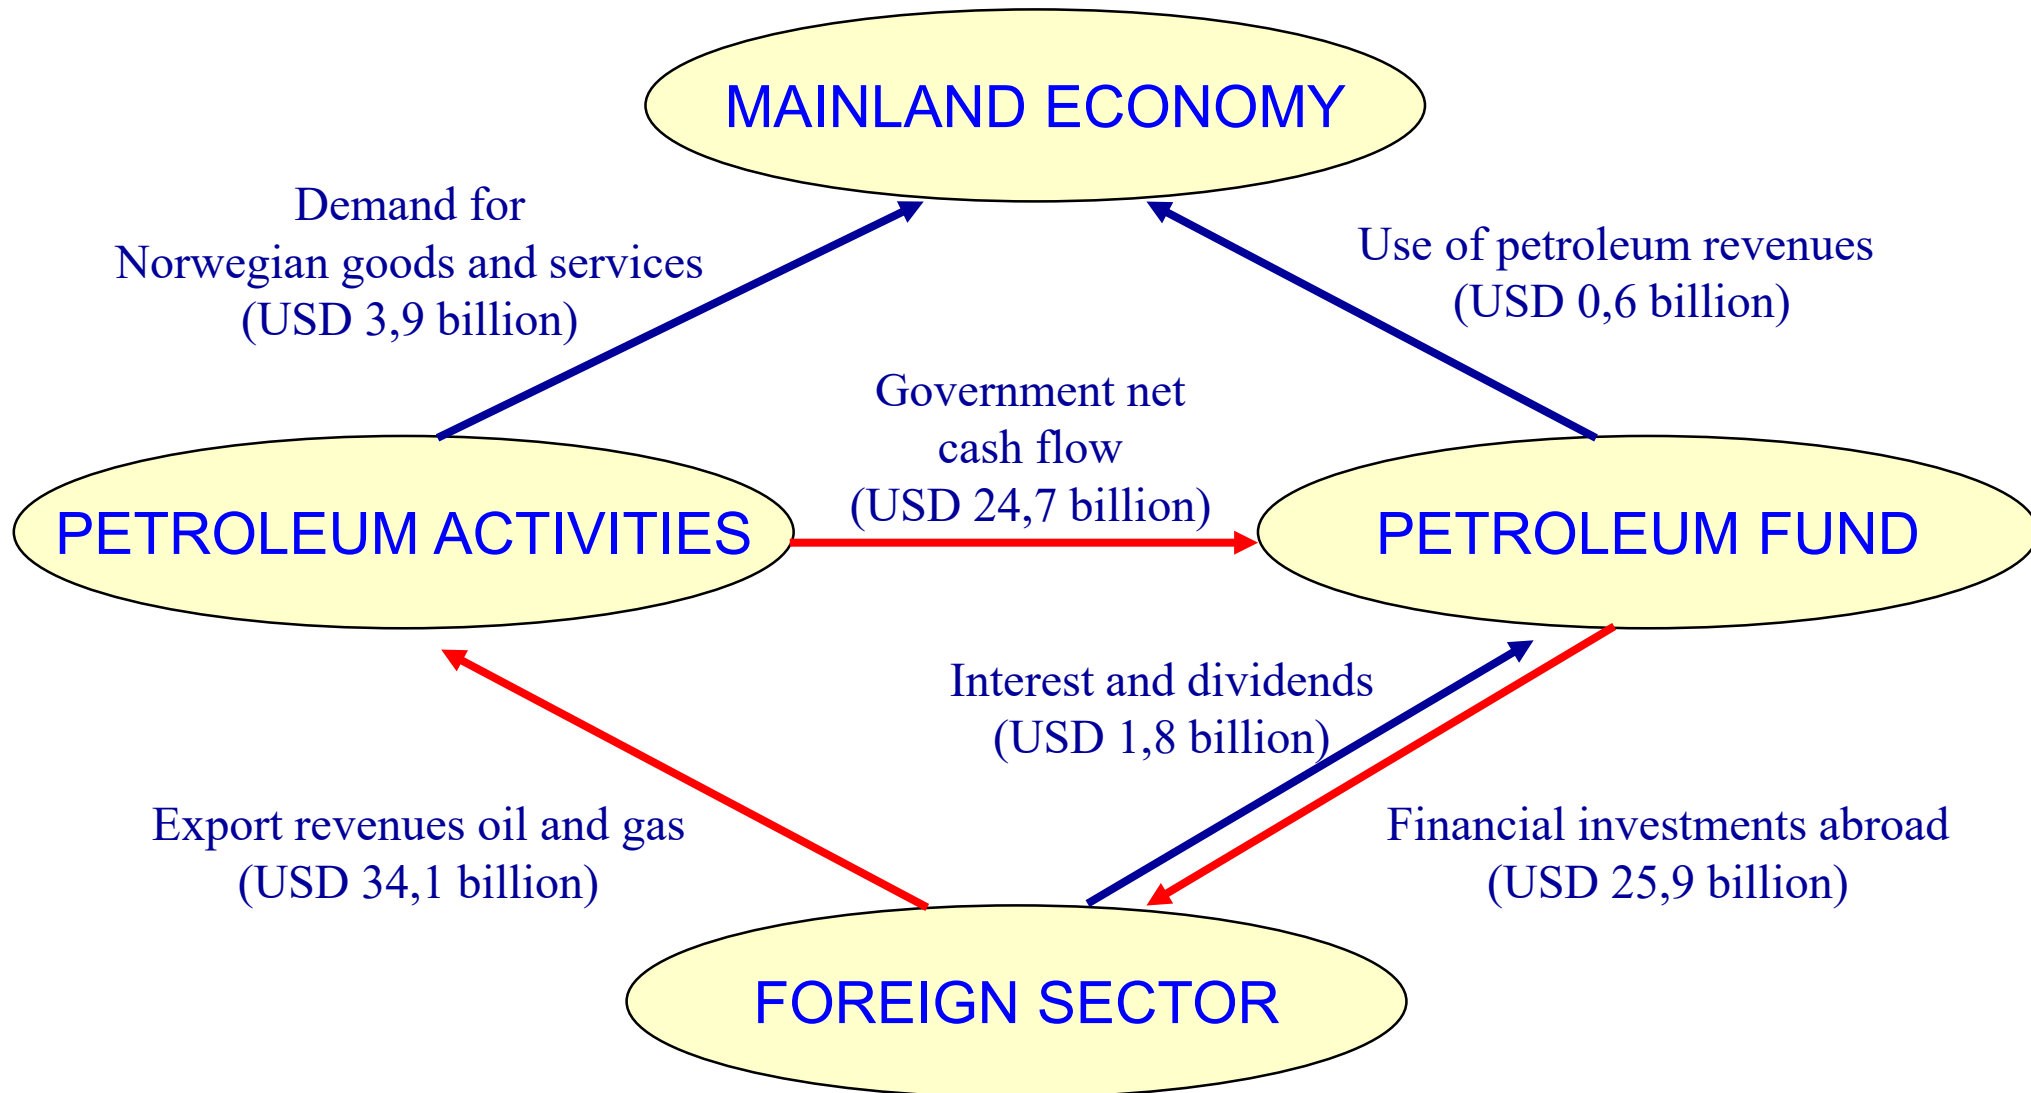 MAINLAND ECONOMY
Demand for
Norwegian goods and services
(USD 3,9 billion)
Use of petroleum revenues
(USD 0,6 billion)
Government net
cash flow
(USD 24,7 billion)
PETROLEUM ACTIVITIES
PETROLEUM FUND
Interest and dividends
(USD 1,8 billion)
Export revenues oil and gas
(USD 34,1 billion)
Financial investments abroad
(USD 25,9 billion)
FOREIGN SECTOR